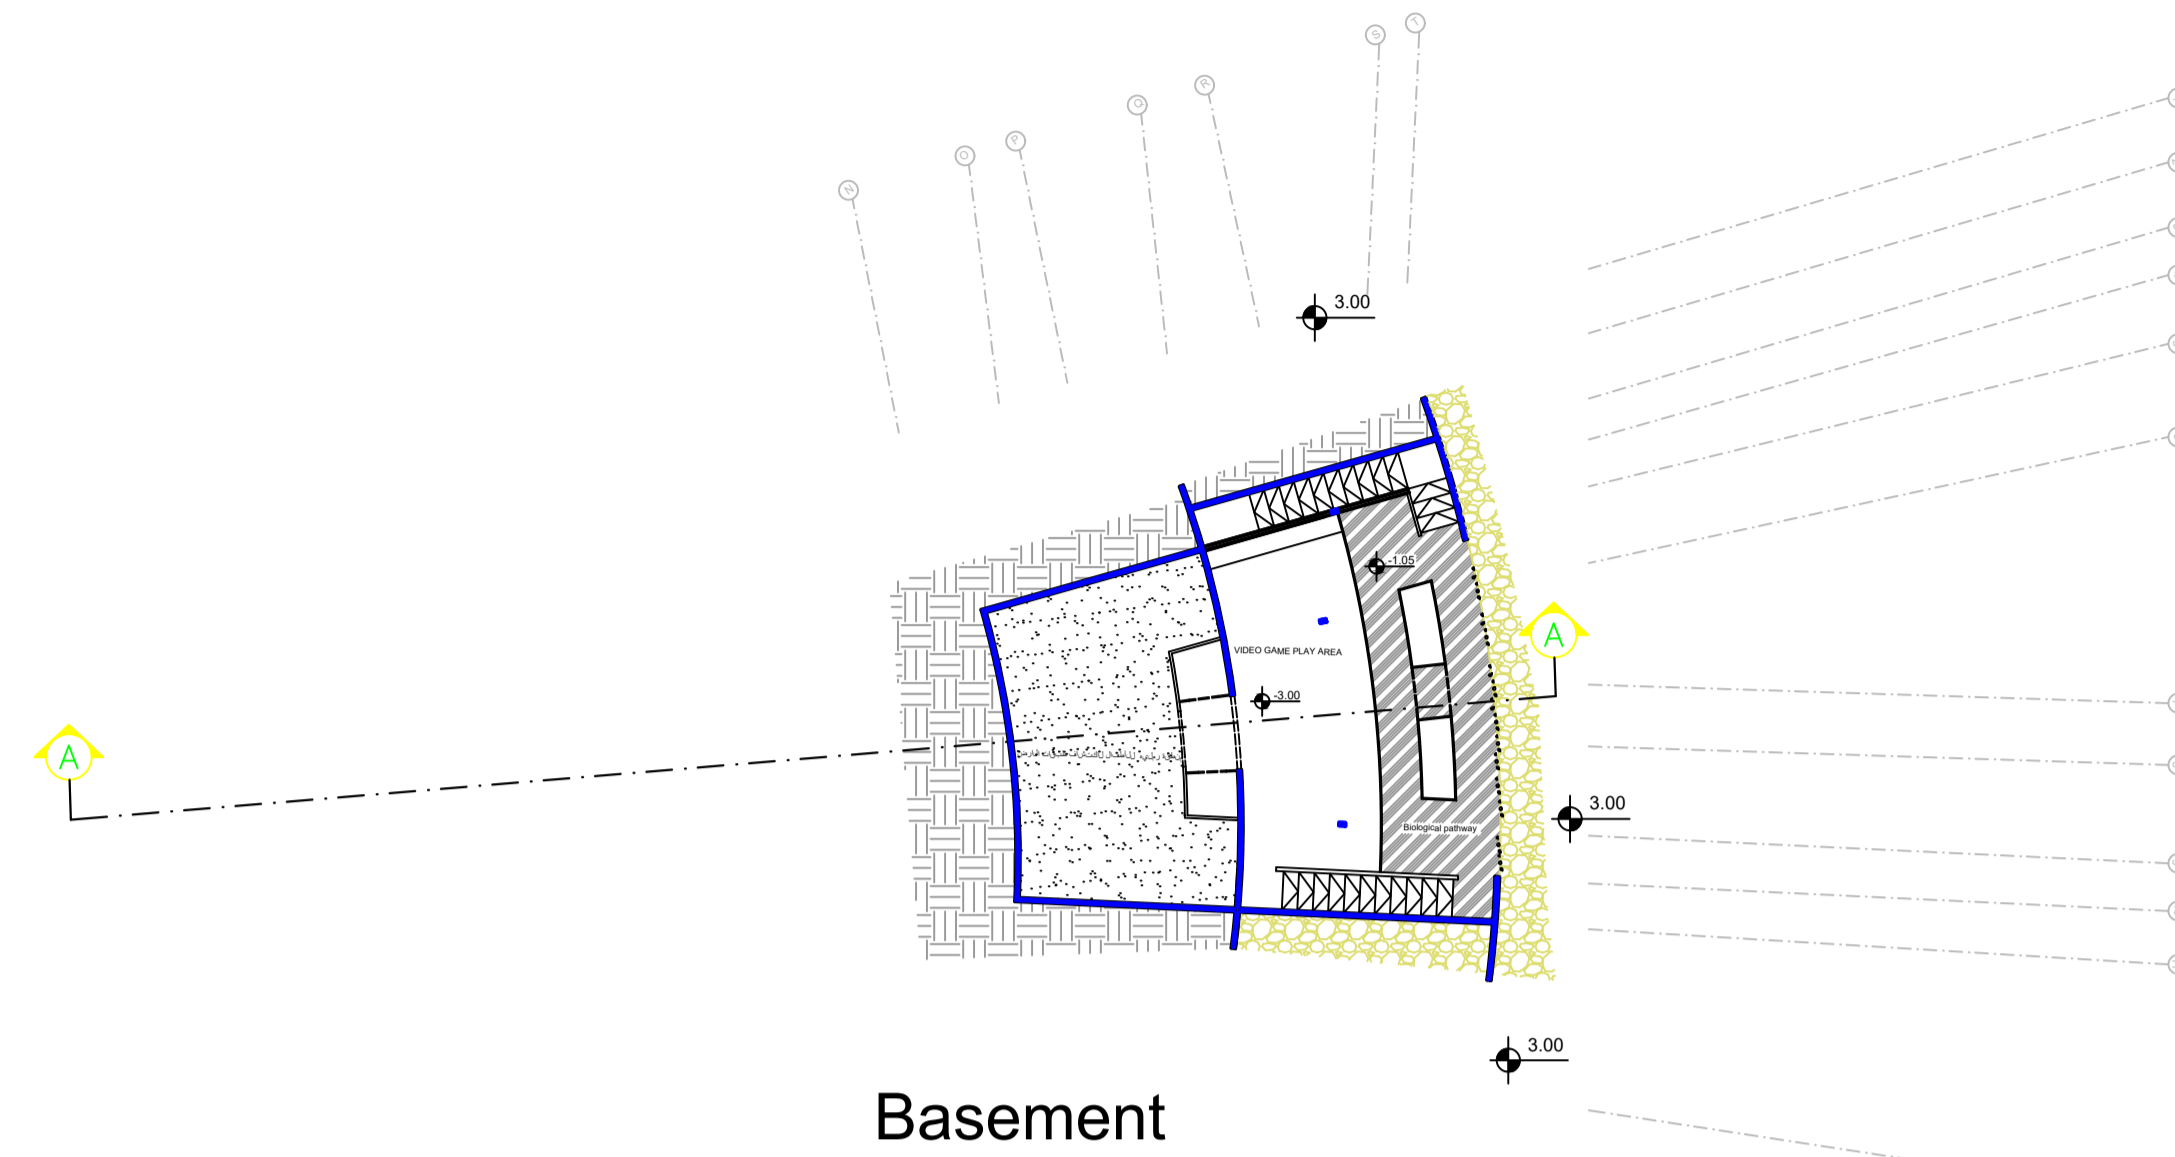 T
S
R
Q
P
O
N
3.00
-1.05
A
VIDEO GAME PLAY AREA
-3.00
A
3.00
Biological pathway
3.00
Basement